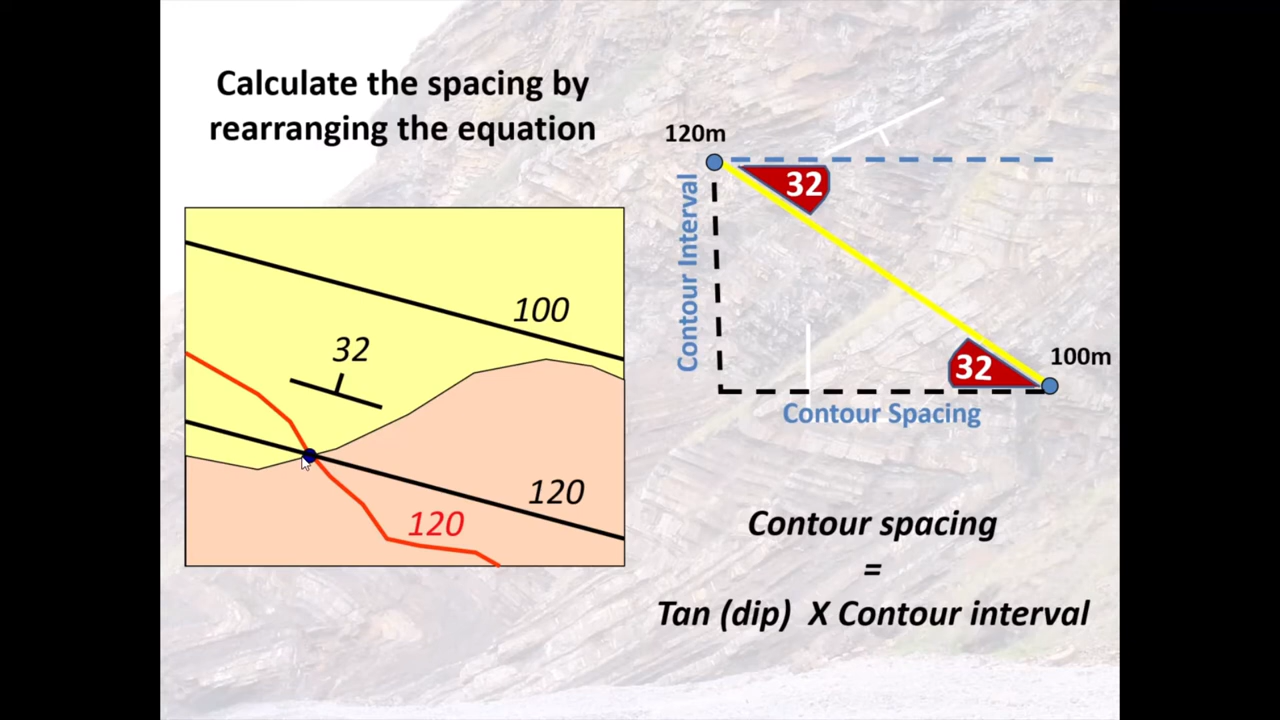 Calculate the spacing by
rearranging the equation
100
32
120
120
120m
32
Contour Interval
32
100m
Contour Spacing
Contour spacing
=
Tan (dip) X Contour interval